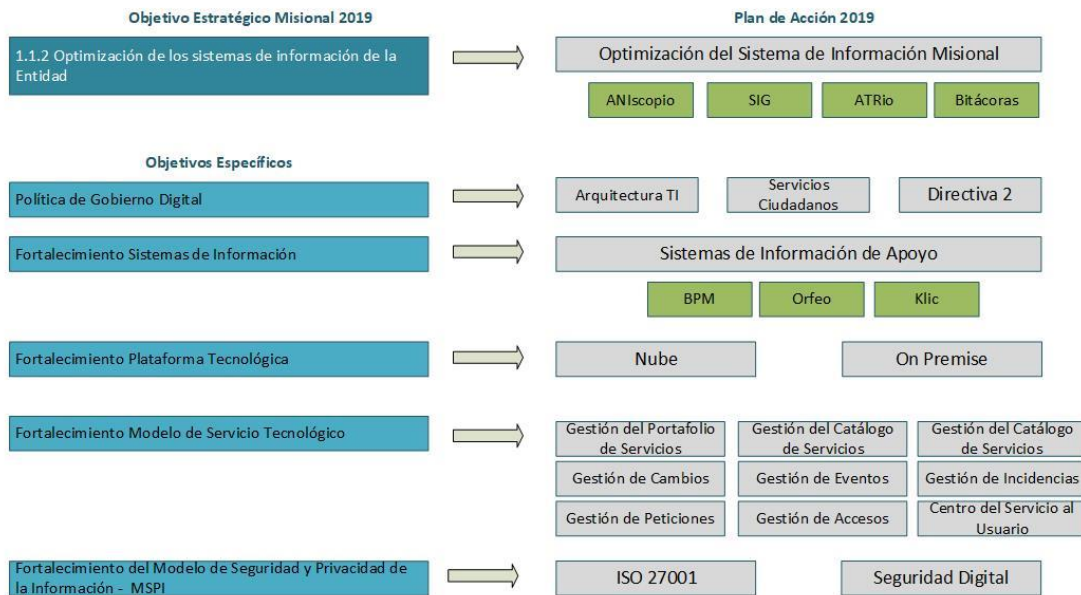 Objetivo Estratégico Misional 2019
Plan de Acción 2019
1.1.2 Optimización de los sistemas de información de la
Entidad
Optimización del Sistema de Información Misional
ANIscopio
SIG
ATRio
Bitácoras
Objetivos Específicos
Política de Gobierno Digital
Arquitectura TI
Servicios
Ciudadanos
Directiva 2
Fortalecimiento Sistemas de Información
Sistemas de Información de Apoyo
BPM
Orfeo
Klic
Fortalecimiento Plataforma Tecnológica
Nube
On Premise
Fortalecimiento Modelo de Servicio Tecnológico
Gestión del Portafolio
de Servicios
Gestión del Catálogo
de Servicios
Gestión del Catálogo
de Servicios
Gestión de Cambios
Gestión de Eventos
Gestión de Incidencias
Gestión de Peticiones
Gestión de Accesos
Centro del Servicio al
Usuario
Fortalecimiento del Modelo de Seguridad y Privacidad de
la Información - MSPI
ISO 27001
Seguridad Digital